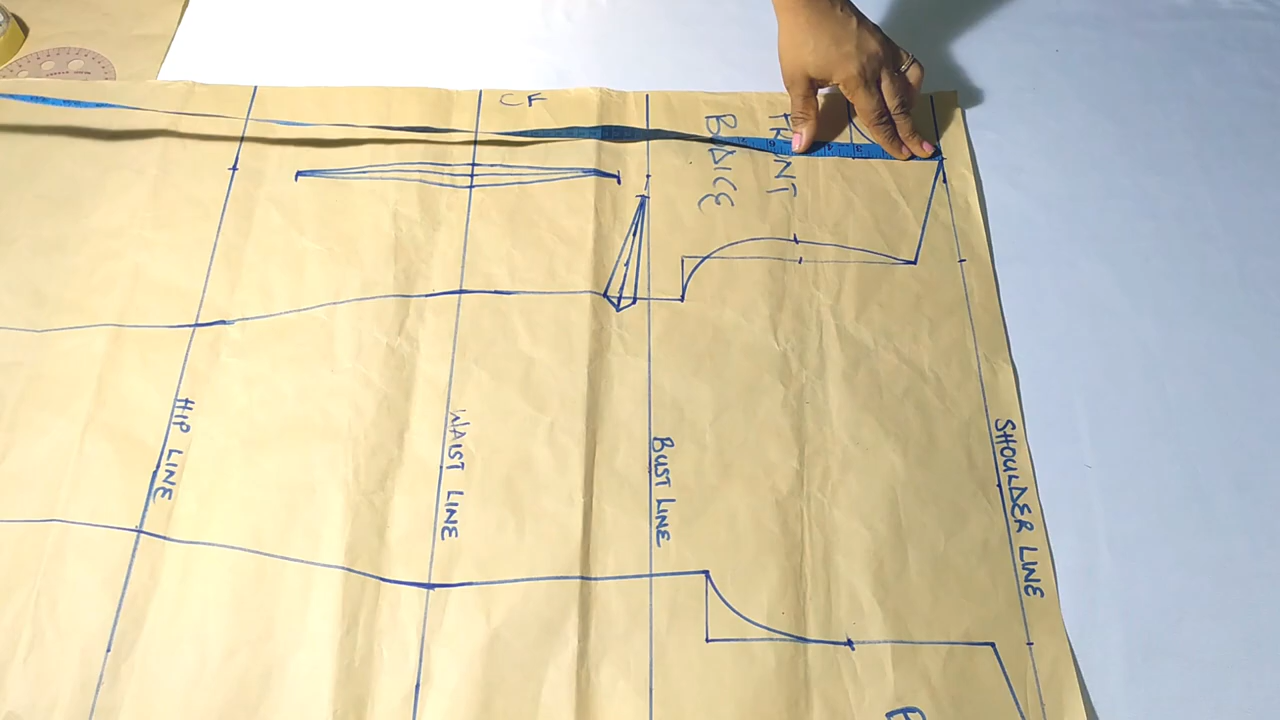 CF
FRONT
BODICE
HIP LINE
WAIST LINE
BUST LINE
SHOULDER LINE